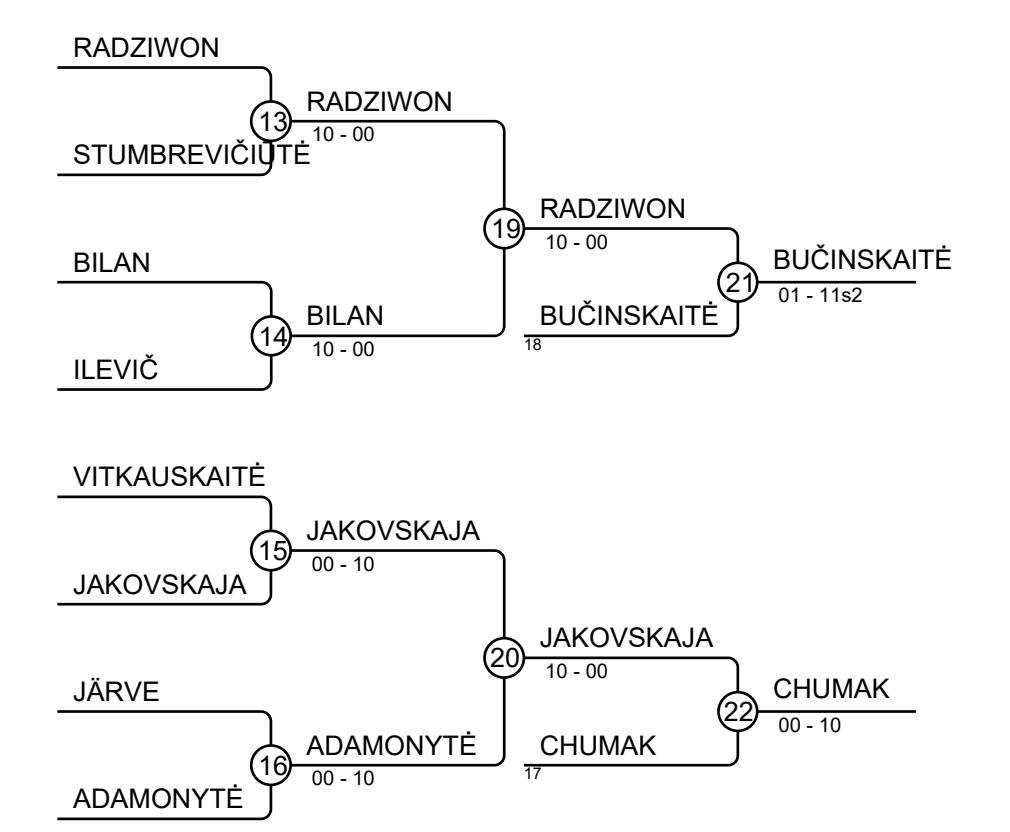 RADZIWON
13
RADZIWON
10 - 00
STUMBREVIČIŪTĖ
19
RADZIWON
10 - 00
BILAN
14
BILAN
10 - 00
ILEVIČ
BUČINSKAITĖ
18
21
BUČINSKAITĖ
01 - 11s2
VITKAUSKAITĖ
15
JAKOVSKAJA
00 - 10
JAKOVSKAJA
20
JAKOVSKAJA
10 - 00
JÄRVE
16
ADAMONYTĖ
00 - 10
ADAMONYTĖ
CHUMAK
17
22
CHUMAK
00 - 10